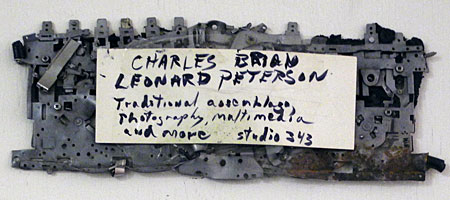 CHARLES BRIAN
LEONARD PETERSON
Traditional assemblage,
photography, multimedia
and more studio 343